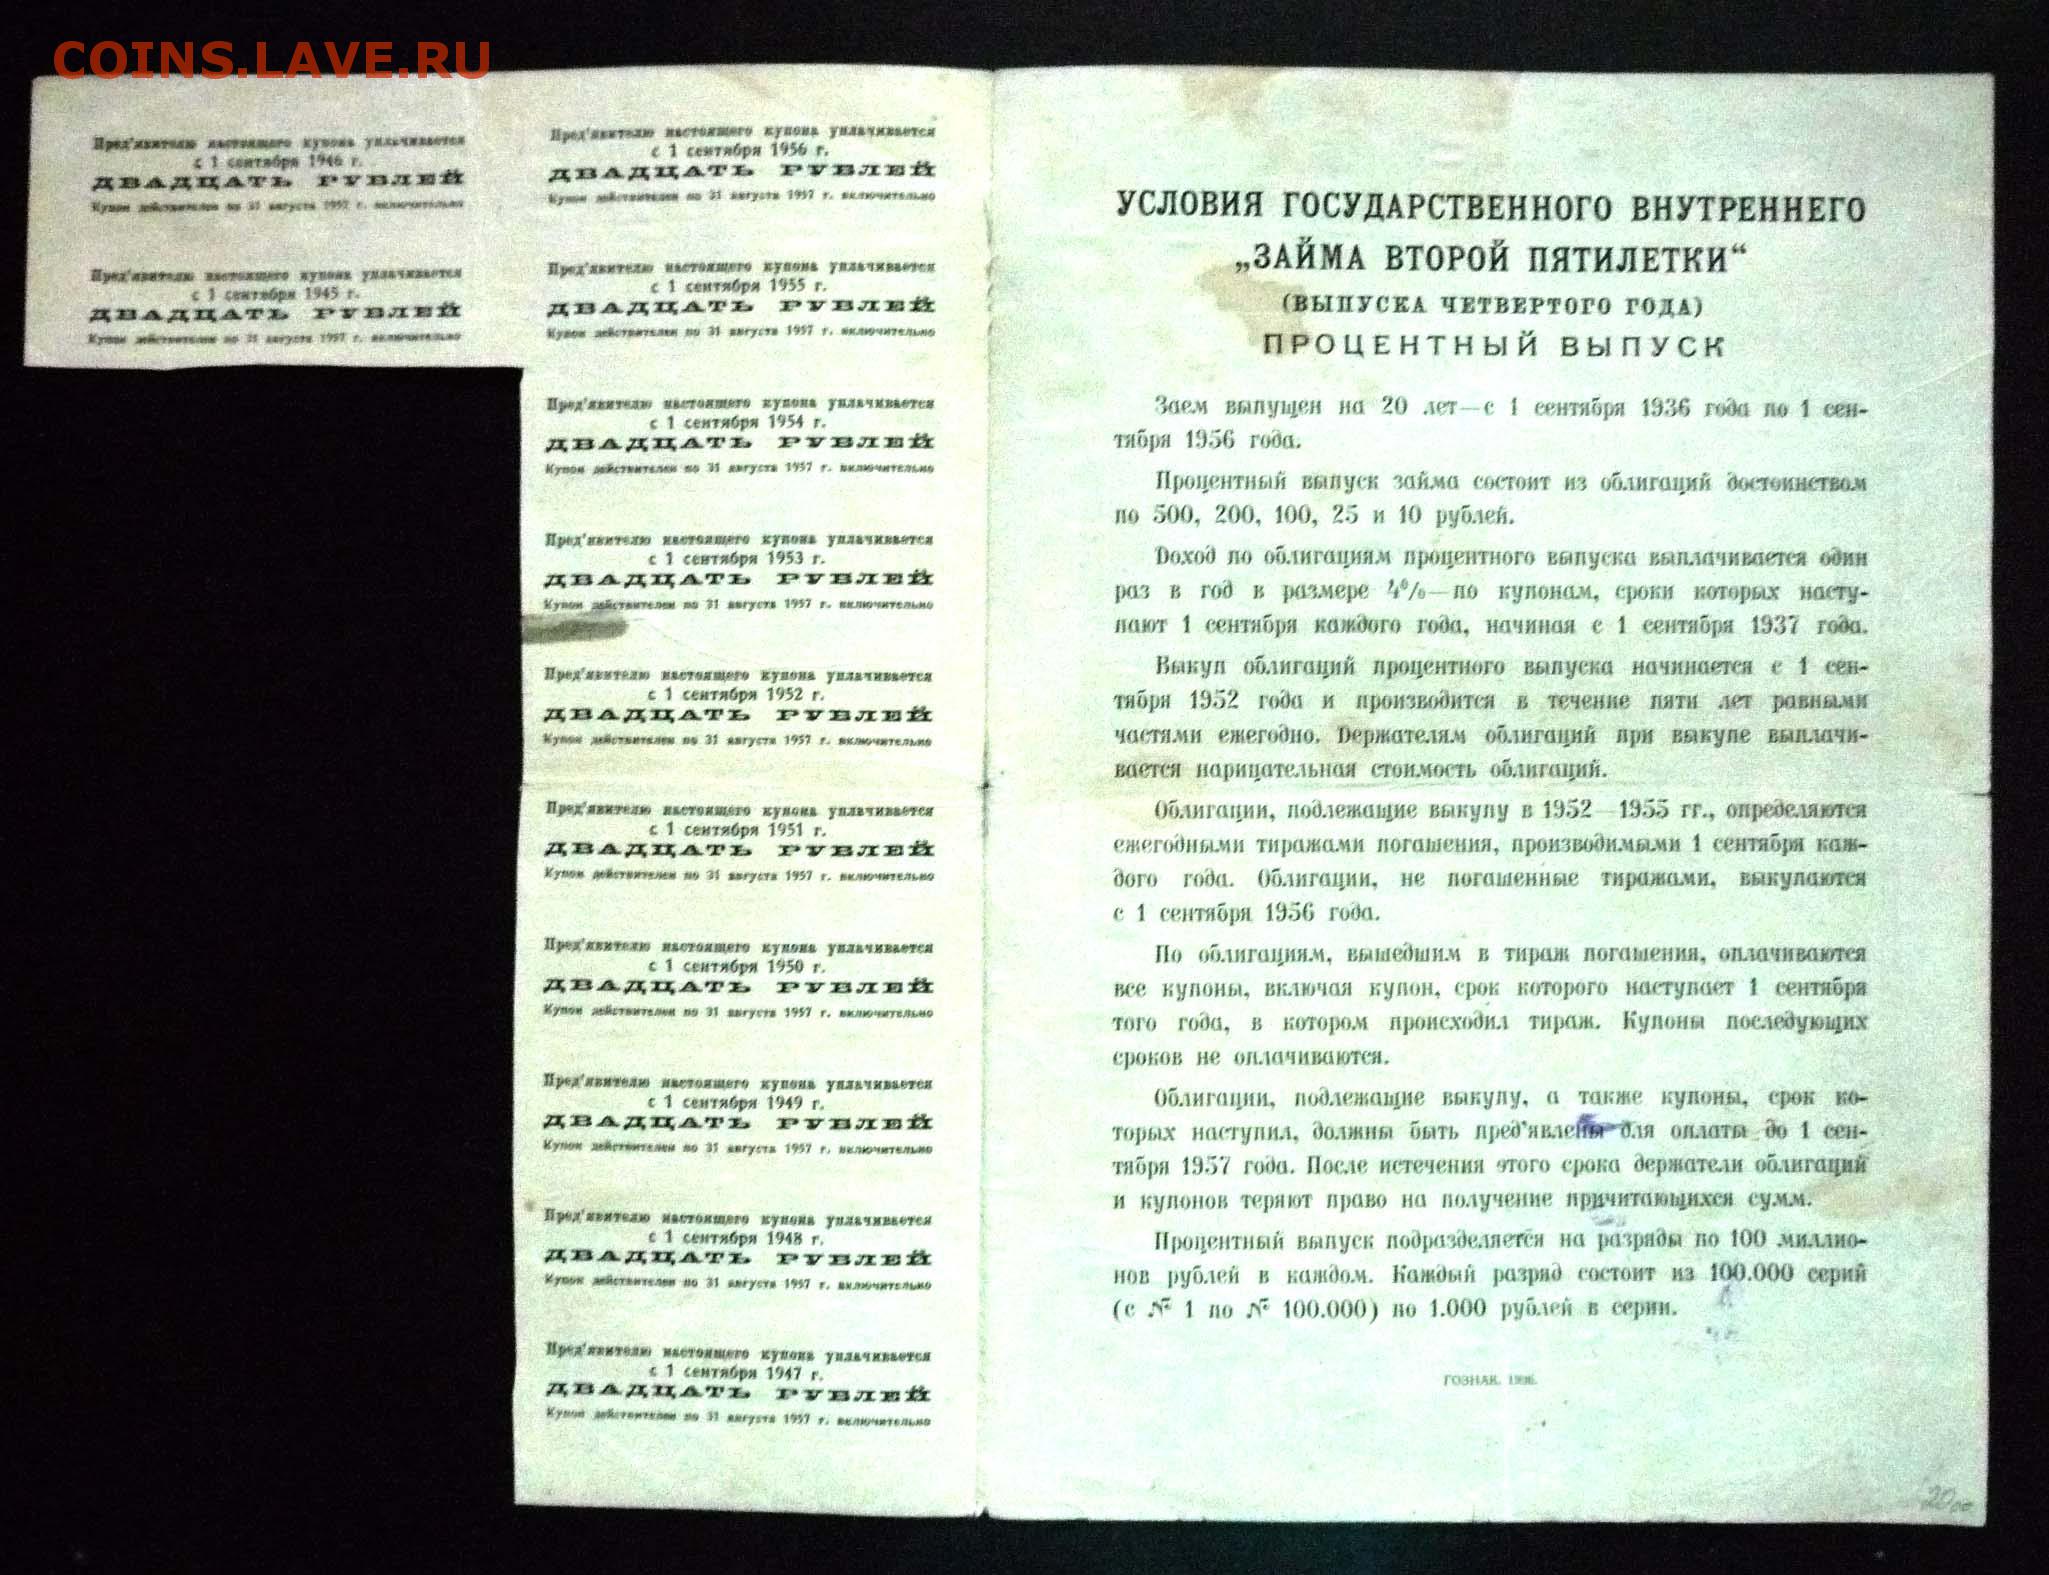 COINS.LAVE.RU
Пред'явителю настоящего купона уплачивается
с 1 сентября 1946 г.
ДВАДЦАТЬ РУБЛЕЙ
Купон действителен по 31 августа 1957 г. включительно
Пред'явителю настоящего купона уплачивается
с 1 сентября 1945 г.
ДВАДЦАТЬ РУБЛЕЙ
Купон действителен по 31 августа 1957 г. включительно
Пред'явителю настоящего купона уплачивается
с 1 сентября 1956 г.
ДВАДЦАТЬ РУБЛЕЙ
Купон действителен по 31 августа 1957 г. включительно
Пред'явителю настоящего купона уплачивается
с 1 сентября 1955 г.
ДВАДЦАТЬ РУБЛЕЙ
Купон действителен по 31 августа 1957 г. включительно
Пред'явителю настоящего купона уплачивается
с 1 сентября 1954 г.
ДВАДЦАТЬ РУБЛЕЙ
Купон действителен по 31 августа 1957 г. включительно
Пред'явителю настоящего купона уплачивается
с 1 сентября 1953 г.
ДВАДЦАТЬ РУБЛЕЙ
Купон действителен по 31 августа 1957 г. включительно
Пред'явителю настоящего купона уплачивается
с 1 сентября 1952 г.
ДВАДЦАТЬ РУБЛЕЙ
Купон действителен по 31 августа 1957 г. включительно
Пред'явителю настоящего купона уплачивается
с 1 сентября 1951 г.
ДВАДЦАТЬ РУБЛЕЙ
Купон действителен по 31 августа 1957 г. включительно
Пред'явителю настоящего купона уплачивается
с 1 сентября 1950 г.
ДВАДЦАТЬ РУБЛЕЙ
Купон действителен по 31 августа 1957 г. включительно
Пред'явителю настоящего купона уплачивается
с 1 сентября 1949 г.
ДВАДЦАТЬ РУБЛЕЙ
Купон действителен по 31 августа 1957 г. включительно
Пред'явителю настоящего купона уплачивается
с 1 сентября 1948 г.
ДВАДЦАТЬ РУБЛЕЙ
Купон действителен по 31 августа 1957 г. включительно
Пред'явителю настоящего купона уплачивается
с 1 сентября 1947 г.
ДВАДЦАТЬ РУБЛЕЙ
Купон действителен по 31 августа 1957 г. включительно
УСЛОВИЯ ГОСУДАРСТВЕННОГО ВНУТРЕННЕГО
„ЗАЙМА ВТОРОЙ ПЯТИЛЕТКИ“
(ВЫПУСКА ЧЕТВЕРТОГО ГОДА)
ПРОЦЕНТНЫЙ ВЫПУСК
Заем выпущен на 20 лет—с 1 сентября 1936 года по 1 сен-
тября 1956 года.
Процентный выпуск займа состоит из облигаций достоинством
по 500, 200, 100, 25 и 10 рублей.
Доход по облигациям процентного выпуска выплачивается один
раз в год в размере 4%—по купонам, сроки которых насту-
пают 1 сентября каждого года, начиная с 1 сентября 1937 года.
Выкуп облигаций процентного выпуска начинается с 1 сен-
тября 1952 года и производится в течение пяти лет равными
частями ежегодно. Держателям облигаций при выкупе выплачи-
вается нарицательная стоимость облигаций.
Облигации, подлежащие выкупу в 1952—1955 гг., определяются
ежегодными тиражами погашения, производимыми 1 сентября каж-
дого года. Облигации, не погашенные тиражами, выкупаются
с 1 сентября 1956 года.
По облигациям, вышедшим в тираж погашения, оплачиваются
все купоны, включая купон, срок которого наступает 1 сентября
того года, в котором происходил тираж. Купоны последующих
сроков не оплачиваются.
Облигации, подлежащие выкупу, а также купоны, срок ко-
торых наступил, должны быть пред'явлены для оплаты до 1 сен-
тября 1957 года. После истечения этого срока держатели облигаций
и купонов теряют право на получение причитающихся сумм.
Процентный выпуск подразделяется на разряды по 100 миллио-
нов рублей в каждом. Каждый разряд состоит из 100.000 серий
(с № 1 по № 100.000) по 1.000 рублей в серии.
ГОЗНАК. 1936.
2000